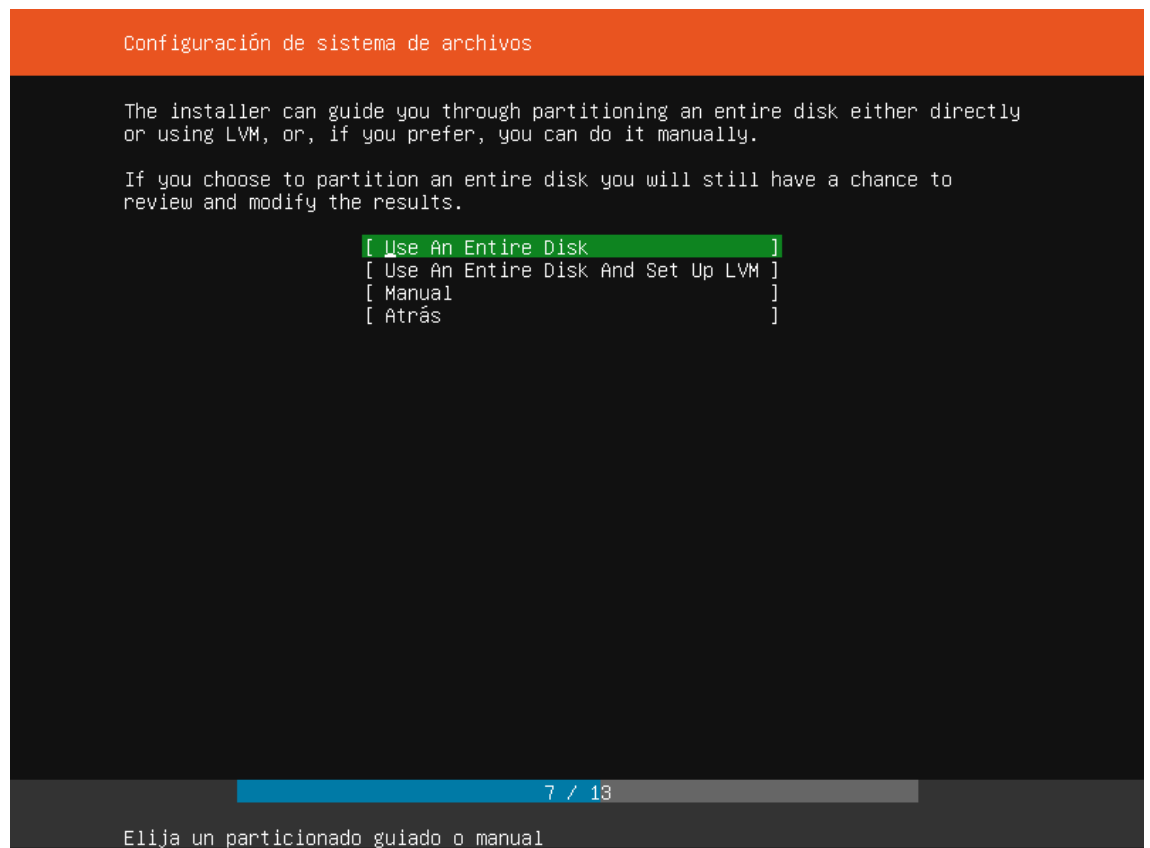 Configuración de sistema de archivos
The installer can guide you through partitioning an entire disk either directly
or using LVM, or, if you prefer, you can do it manually.
If you choose to partition an entire disk you will still have a chance to
review and modify the results.
[ Use An Entire Disk ]
[ Use An Entire Disk And Set Up LVM ]
[ Manual ]
[ Atrás ]
7 / 13
Elija un particionado guiado o manual